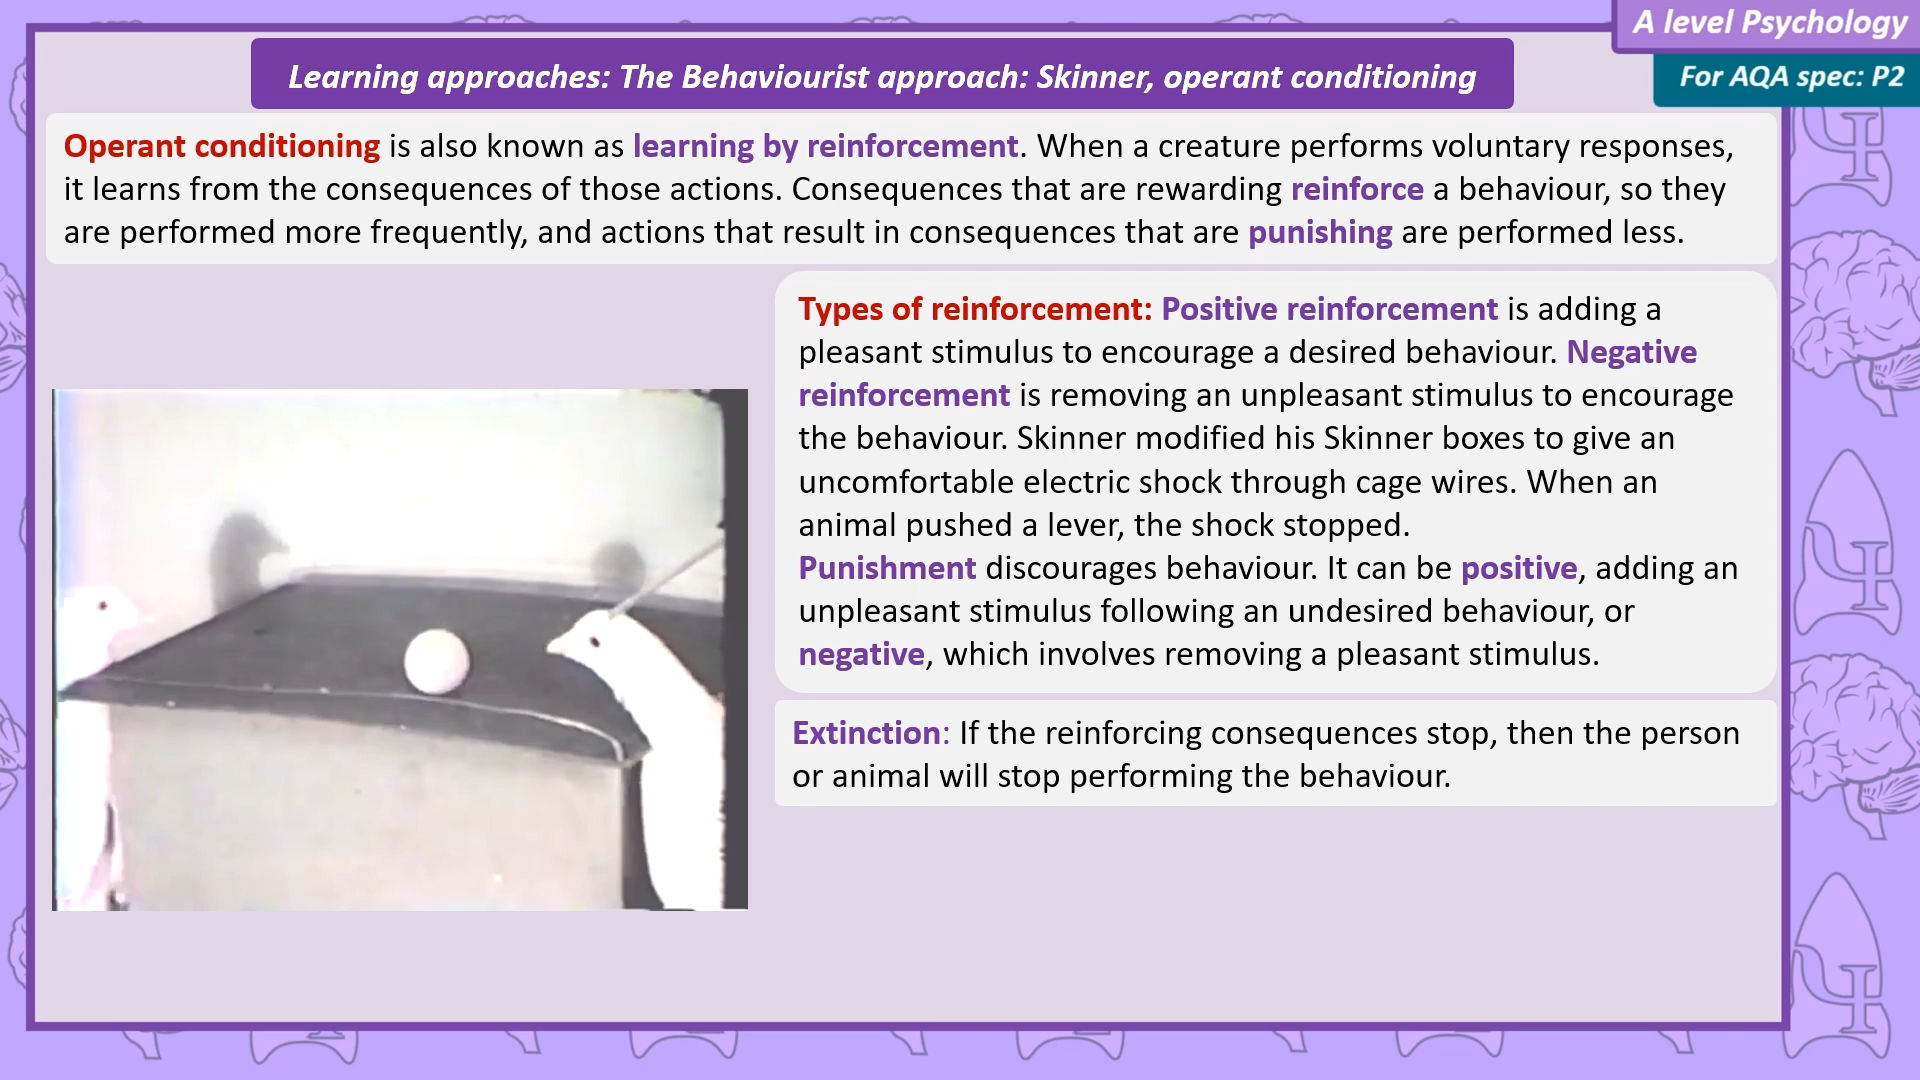 A level Psychology
For AQA spec: P2
Learning approaches: The Behaviourist approach: Skinner, operant conditioning
Operant conditioning is also known as learning by reinforcement. When a creature performs voluntary responses,
it learns from the consequences of those actions. Consequences that are rewarding reinforce a behaviour, so they
are performed more frequently, and actions that result in consequences that are punishing are performed less.
Types of reinforcement: Positive reinforcement is adding a
pleasant stimulus to encourage a desired behaviour. Negative
reinforcement is removing an unpleasant stimulus to encourage
the behaviour. Skinner modified his Skinner boxes to give an
uncomfortable electric shock through cage wires. When an
animal pushed a lever, the shock stopped.
Punishment discourages behaviour. It can be positive, adding an
unpleasant stimulus following an undesired behaviour, or
negative, which involves removing a pleasant stimulus.
Extinction: If the reinforcing consequences stop, then the person
or animal will stop performing the behaviour.